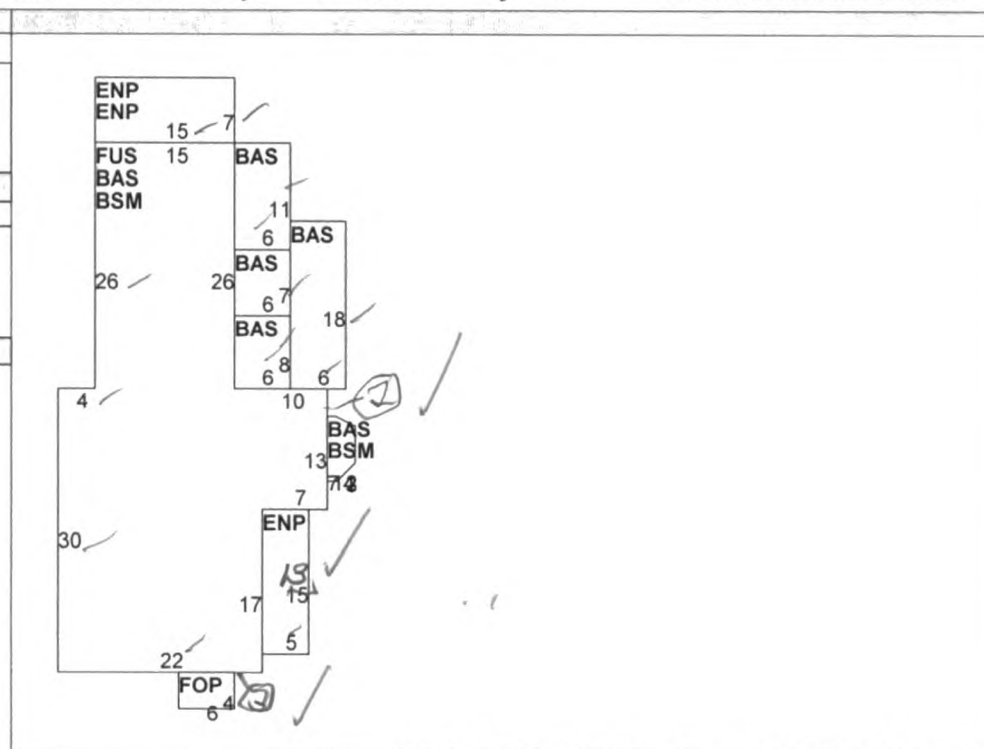 ENP
ENP
15 7
FUS 15 BAS
BAS
BSM
11
6 BAS
BAS
26 26 7
6
18
BAS
8
6 6
4 10
BAS
BSM
13
7
ENP
30
15
17
5
22
FOP
4
6